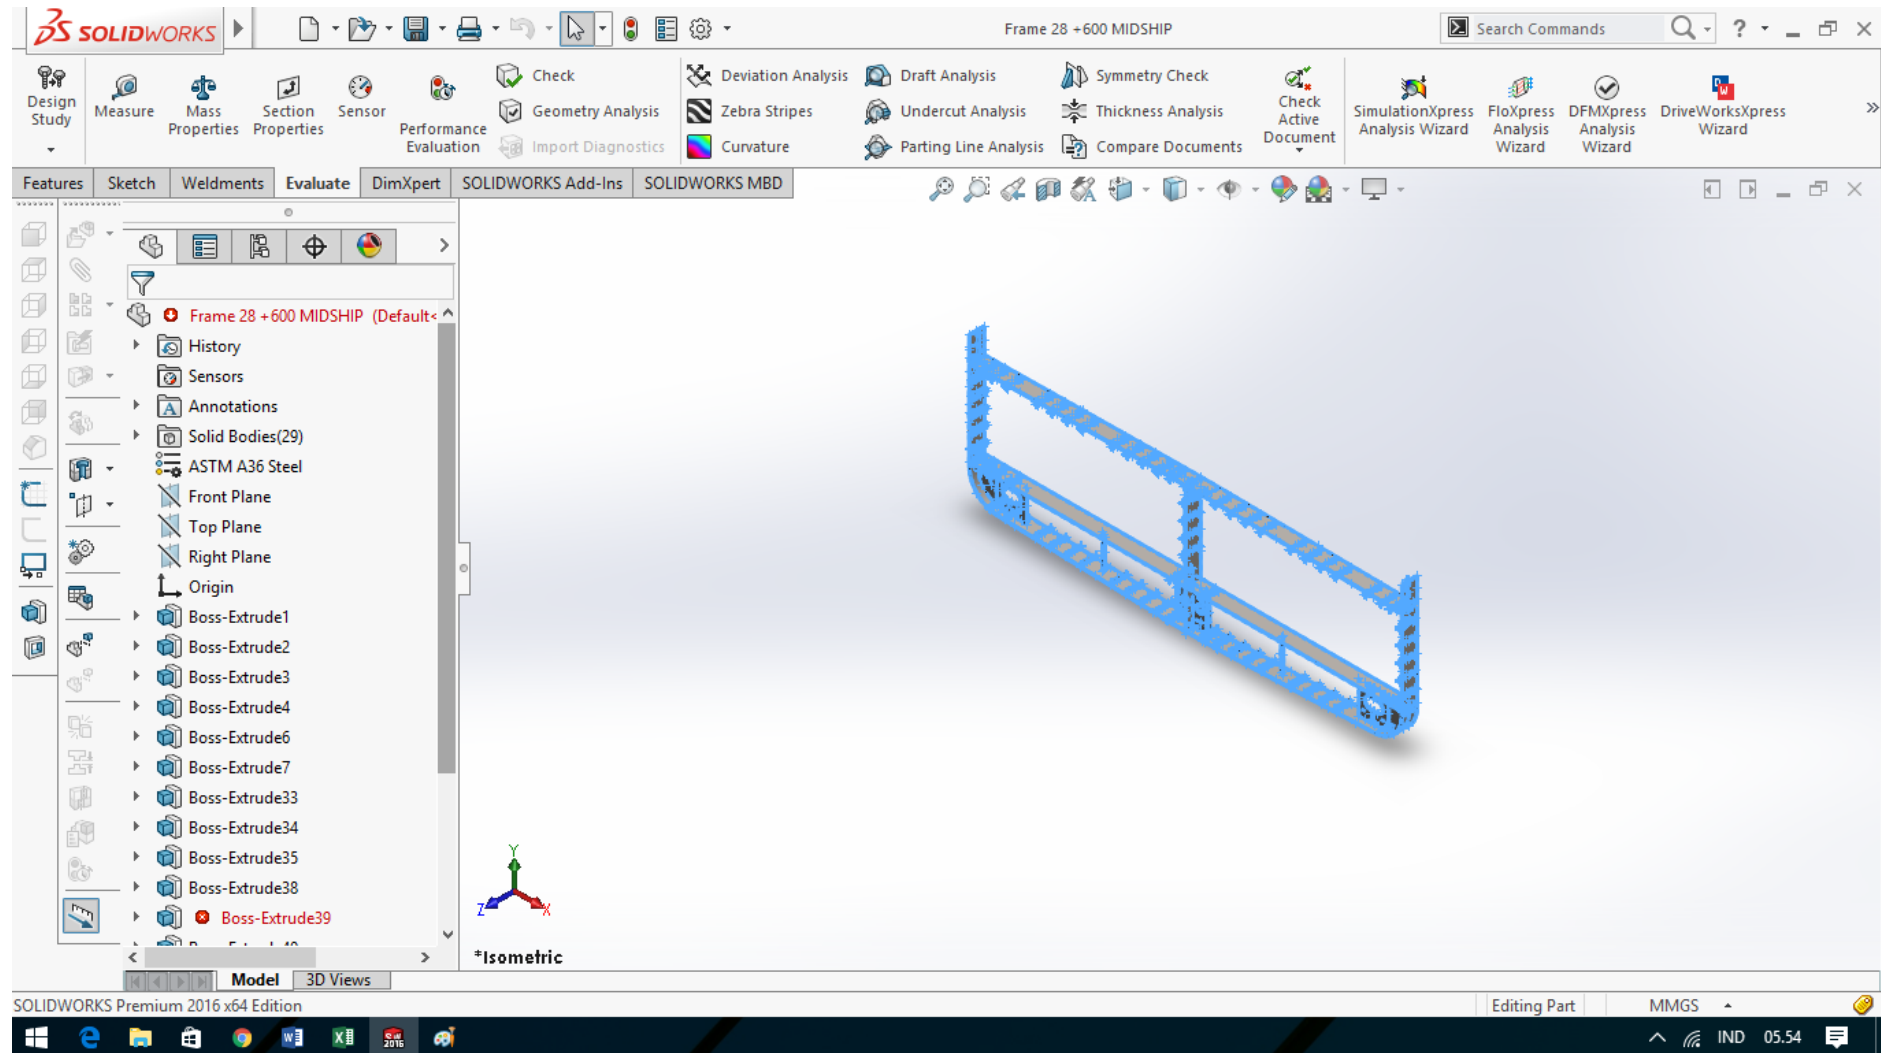 SOLIDWORKS
Frame 28 +600 MIDSHIP
Search Commands
?
Design Study
Measure
Mass Properties
Section Properties
Sensor
Performance Evaluation
Check
Geometry Analysis
Import Diagnostics
Deviation Analysis
Zebra Stripes
Curvature
Draft Analysis
Undercut Analysis
Parting Line Analysis
Symmetry Check
Thickness Analysis
Compare Documents
Check Active Document
SimulationXpress Analysis Wizard
FloXpress Analysis Wizard
DFMXpress Analysis Wizard
DriveWorksXpress Wizard
Features
Sketch
Weldments
Evaluate
DimXpert
SOLIDWORKS Add-Ins
SOLIDWORKS MBD
Frame 28 +600 MIDSHIP (Default<
History
Sensors
Annotations
Solid Bodies(29)
ASTM A36 Steel
Front Plane
Top Plane
Right Plane
Origin
Boss-Extrude1
Boss-Extrude2
Boss-Extrude3
Boss-Extrude4
Boss-Extrude6
Boss-Extrude7
Boss-Extrude33
Boss-Extrude34
Boss-Extrude35
Boss-Extrude38
Boss-Extrude39
Y
Z
X
*Isometric
Model
3D Views
SOLIDWORKS Premium 2016 x64 Edition
Editing Part
MMGS
IND
05.54